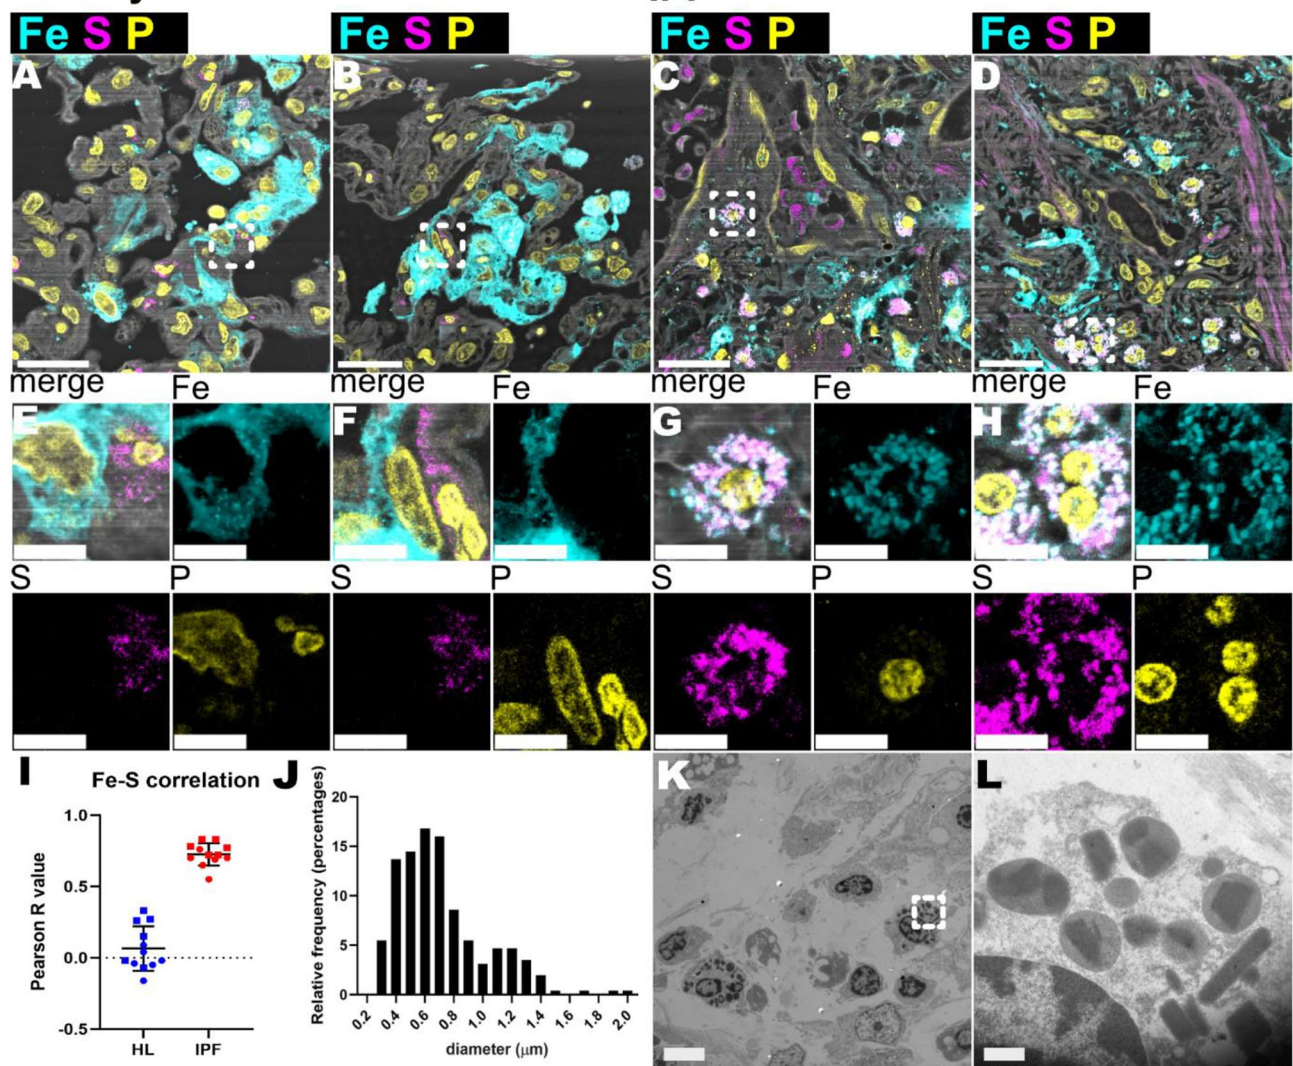 Fe S P Fe S P Fe S P Fe S P
A B C D
merge Fe merge Fe merge Fe merge Fe
E F G H
S P S P S P S P
I J K L
Fe-S correlation
Pearson R value
1.0
0.5
0.0
-0.5
HL IPF
Relative frequency (percentages)
20
15
10
5
0
0.2 0.4 0.6 0.8 1.0 1.2 1.4 1.6 1.8 2.0
diameter (μm)